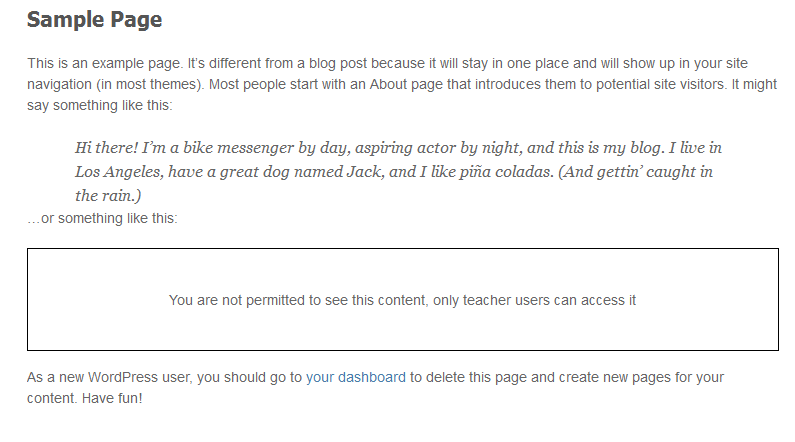 Sample Page
This is an example page. It’s different from a blog post because it will stay in one place and will show up in your site
navigation (in most themes). Most people start with an About page that introduces them to potential site visitors. It might
say something like this:
Hi there! I’m a bike messenger by day, aspiring actor by night, and this is my blog. I live in
Los Angeles, have a great dog named Jack, and I like piña coladas. (And gettin’ caught in
the rain.)
…or something like this:
You are not permitted to see this content, only teacher users can access it
As a new WordPress user, you should go to your dashboard to delete this page and create new pages for your
content. Have fun!